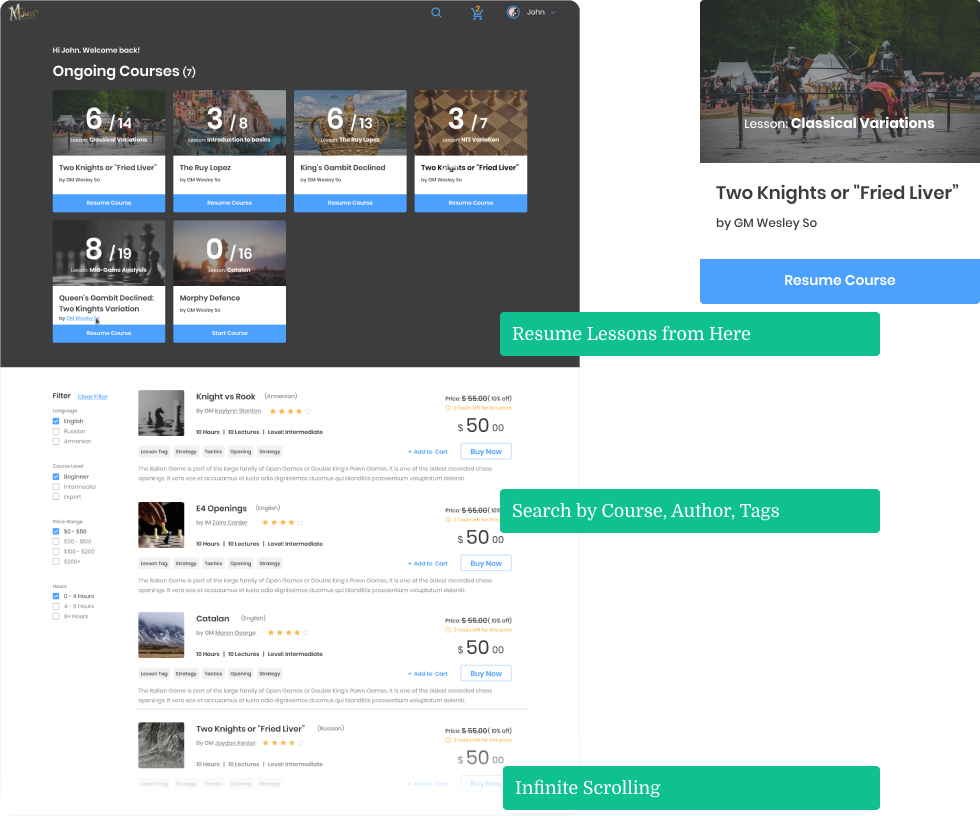 Mchess
2
John
Hi John. Welcome back!
Ongoing Courses (7)
6 / 14
Lesson: Classical Variations
Two Knights or "Fried Liver"
by GM Wesley So
Resume Course
3 / 8
Lesson: Introduction to basics
The Ruy Lopez
by GM Wesley So
Resume Course
6 / 13
Lesson: The Ruy Lopez
King's Gambit Declined
by GM Wesley So
Resume Course
3 / 7
Lesson: Nf3 Variation
Two Knights or "Fried Liver"
by GM Wesley So
Resume Course
8 / 19
Lesson: Mid-Game Analysis
Queen's Gambit Declined:
Two Kinghts Variation
by GM Wesley So
Resume Course
0 / 16
Lesson: Catalan
Morphy Defence
by GM Wesley So
Start Course
Lesson: Classical Variations
Two Knights or "Fried Liver”
by GM Wesley So
Resume Course
Resume Lessons from Here
Filter Clear Filter
Language
English
Russian
Armenian
Course Level
Beginner
Intermediar
Expert
Price-Range
$0 - $50
$50 - $100
$100 - $200
$200+
Hours
0 - 4 Hours
4 - 8 Hours
8+ Hours
Knight vs Rook (Armenian)
By GM Kaylynn Stanton
10 Hours | 10 Lectures | Level: Intermediate
Price: $ 55.00( 10% off)
2 hours left for this price
$ 50 00
Lesson Tag Strategy Tactics Opening Strategy
+ Add to Cart Buy Now
The Italian Game is part of the large family of Open Games or Double King's Pawn Games. It is one of the oldest recorded chess
openings. It vero eos et accusamus et iusto odio dignissimos ducimus qui blanditiis praesentium voluptatum deleniti.
E4 Openings (English)
by IM Zaire Carder
10 Hours | 10 Lectures | Level: Intermediate
Price: $ 55.00( 10%
2 hours left for this price
$ 50 00
Lesson Tag Strategy Tactics Opening Strategy
+ Add to Cart Buy Now
The Italian Game is part of the large family of Open Games or Double King's Pawn Games. It is one of the oldest recorded chess
openings. It vero eos et accusamus et iusto odio dignissimos ducimus qui blanditiis praesentium voluptatum deleniti.
Search by Course, Author, Tags
Catalan (English)
by GM Maren George
10 Hours | 10 Lectures | Level: Intermediate
Price: $ 55.00( 10% off)
2 hours left for this price
$ 50 00
Lesson Tag Strategy Tactics Opening Strategy
+ Add to Cart Buy Now
The Italian Game is part of the large family of Open Games or Double King's Pawn Games. It is one of the oldest recorded chess
openings. It vero eos et accusamus et iusto odio dignissimos ducimus qui blanditiis praesentium voluptatum deleniti.
Two Knights or "Fried Liver" (Russian)
By GM Jaydon Kenter
10 Hours | 10 Lectures | Level: Intermediate
Price: $ 55.00( 10% off)
2 hours left for this price
$ 50 00
Lesson Tag Strategy Tactics Opening Strategy
+ Add to Cart Buy Now
Infinite Scrolling